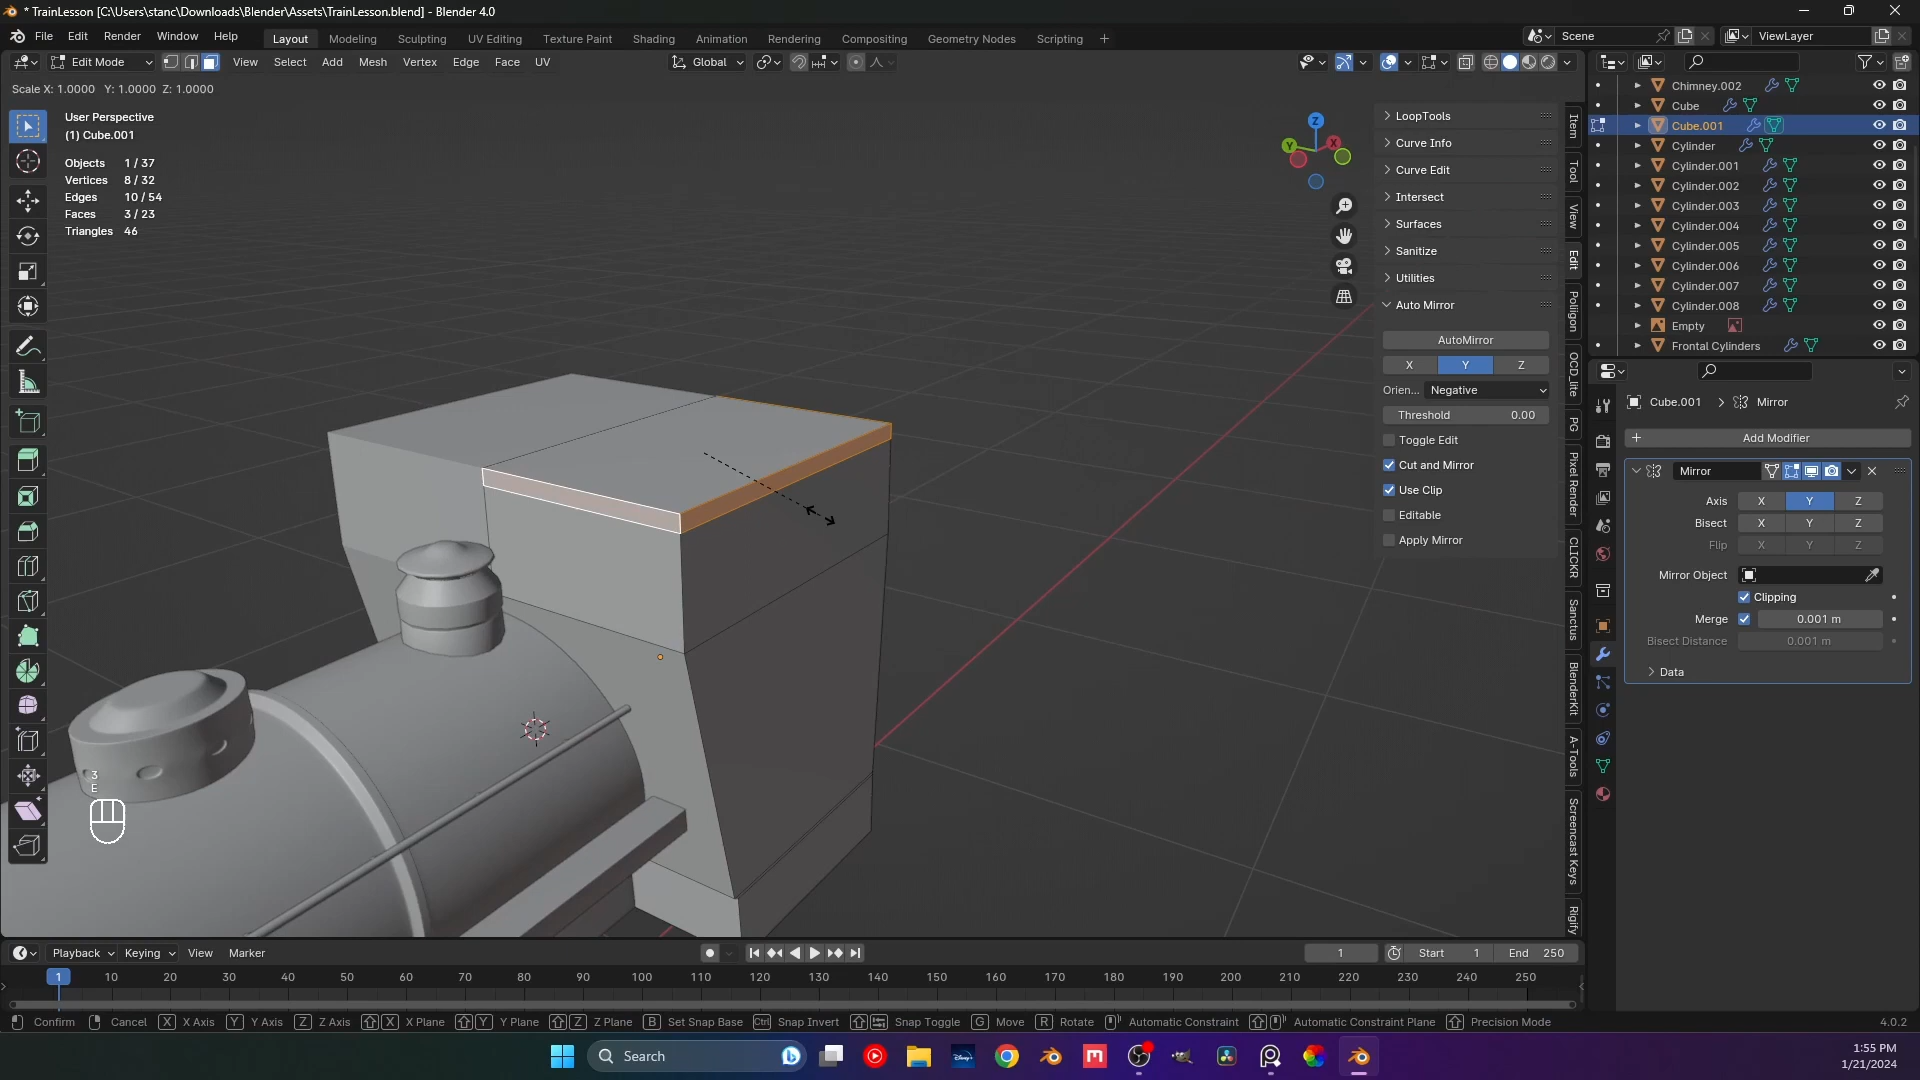 * TrainLesson [C:\Users\stanc\Downloads\Blender\Assets\TrainLesson.blend] - Blender 4.0
File Edit Render Window Help Layout Modeling Sculpting UV Editing Texture Paint Shading Animation Rendering Compositing Geometry Nodes Scripting + Scene ViewLayer
Edit Mode View Select Add Mesh Vertex Edge Face UV Global
Scale X: 1.0000 Y: 1.0000 Z: 1.0000
User Perspective
(1) Cube.001
Objects 1 / 37
Vertices 8 / 32
Edges 10 / 54
Faces 3 / 23
Triangles 46
3
E
Z
X
Y
LoopTools
Curve Info
Curve Edit
Intersect
Surfaces
Sanitize
Utilities
Auto Mirror
AutoMirror
X Y Z
Orien... Negative
Threshold 0.00
Toggle Edit
Cut and Mirror
Use Clip
Editable
Apply Mirror
Item
Tool
View
Edit
Poliigon
OCD_lite
PG
Pixel Render
CLICKR
Sanctus
BlenderKit
A-Tools
Screencast Keys
Rigify
Chimney.002
Cube
Cube.001
Cylinder
Cylinder.001
Cylinder.002
Cylinder.003
Cylinder.004
Cylinder.005
Cylinder.006
Cylinder.007
Cylinder.008
Empty
Frontal Cylinders
Cube.001 > Mirror
+ Add Modifier
Mirror
Axis X Y Z
Bisect X Y Z
Flip X Y Z
Mirror Object
Clipping
Merge 0.001 m
Bisect Distance 0.001 m
Data
Playback Keying View Marker 1 Start 1 End 250
1 10 20 30 40 50 60 70 80 90 100 110 120 130 140 150 160 170 180 190 200 210 220 230 240 250
Confirm Cancel X X Axis Y Y Axis Z Z Axis X X Plane Y Y Plane Z Z Plane B Set Snap Base Ctrl Snap Invert Snap Toggle G Move R Rotate Automatic Constraint Automatic Constraint Plane Precision Mode 4.0.2
Search
Disney+
1:55 PM
1/21/2024